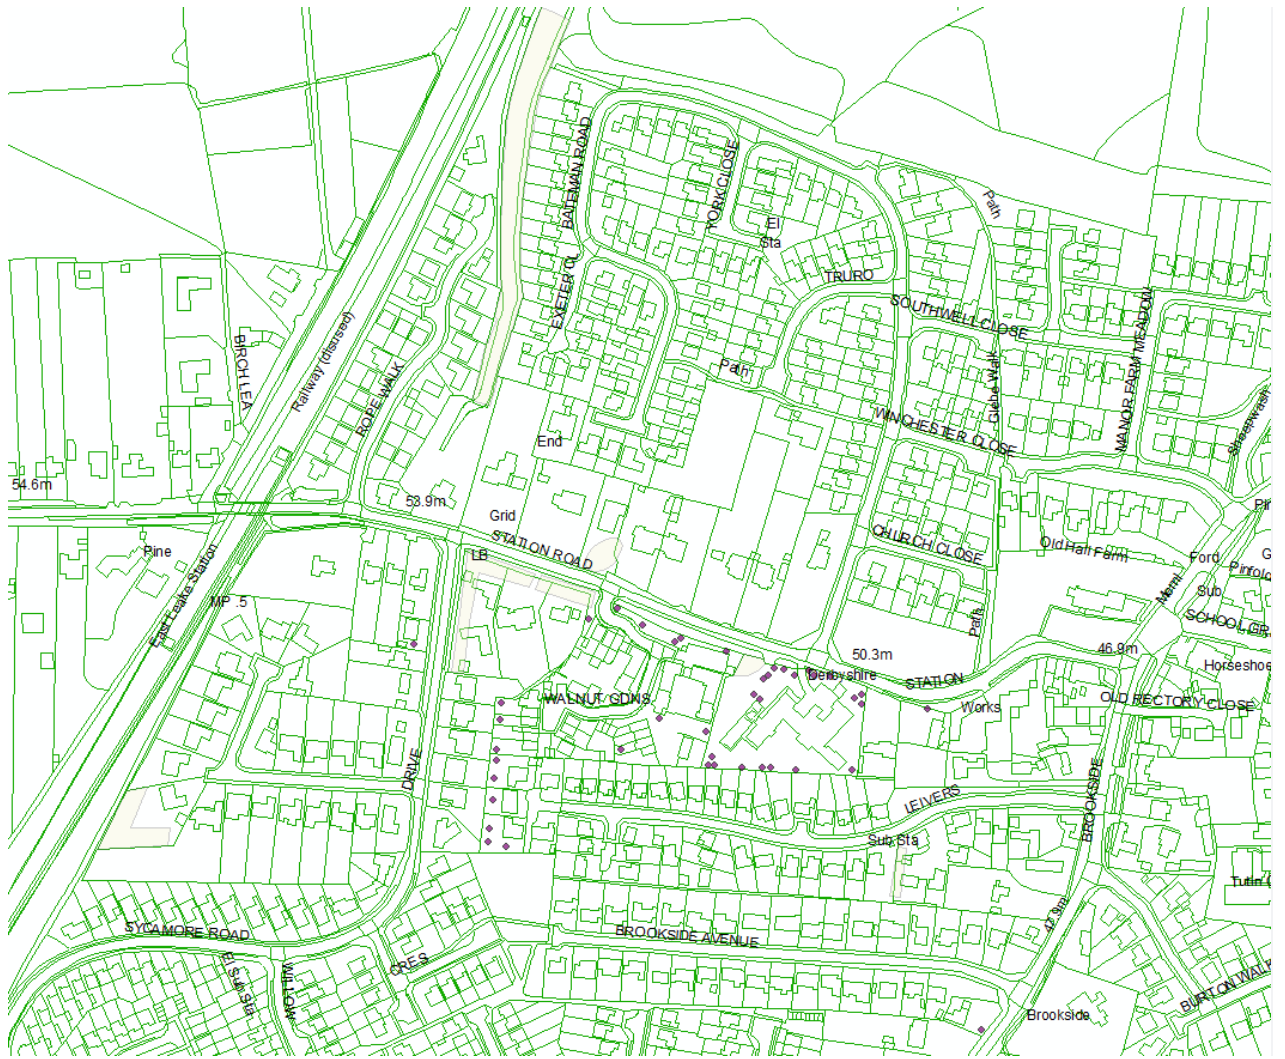 BATEMAN ROAD
YORK CLOSE
Path
El
Sta
EXETER CL
TRURO
SOUTHWELL CLOSE
MANOR FARM MEADOW
BIRCH LEA
Railway (disused)
ROPE WALK
Path
Glebe Walk
WINCHESTER CLOSE
Sheepwash
End
54.6m
53.9m
Grid
STATION ROAD
CHURCH CLOSE
Old Hall Farm
Ford
Pinfold
Pine
LB
East Leake Station
MP .5
Sub
Path
SCHOOL GR
50.3m
46.9m
Horseshoe
Derbyshire
STATION
WALNUT GDNS
Works
OLD RECTORY CLOSE
DRIVE
LEIVERS
BROOKSIDE
Sub Sta
47.9m
SYCAMORE ROAD
BROOKSIDE AVENUE
CRES
El Sub Sta
WILLOW
BURTON WALK
Brookside